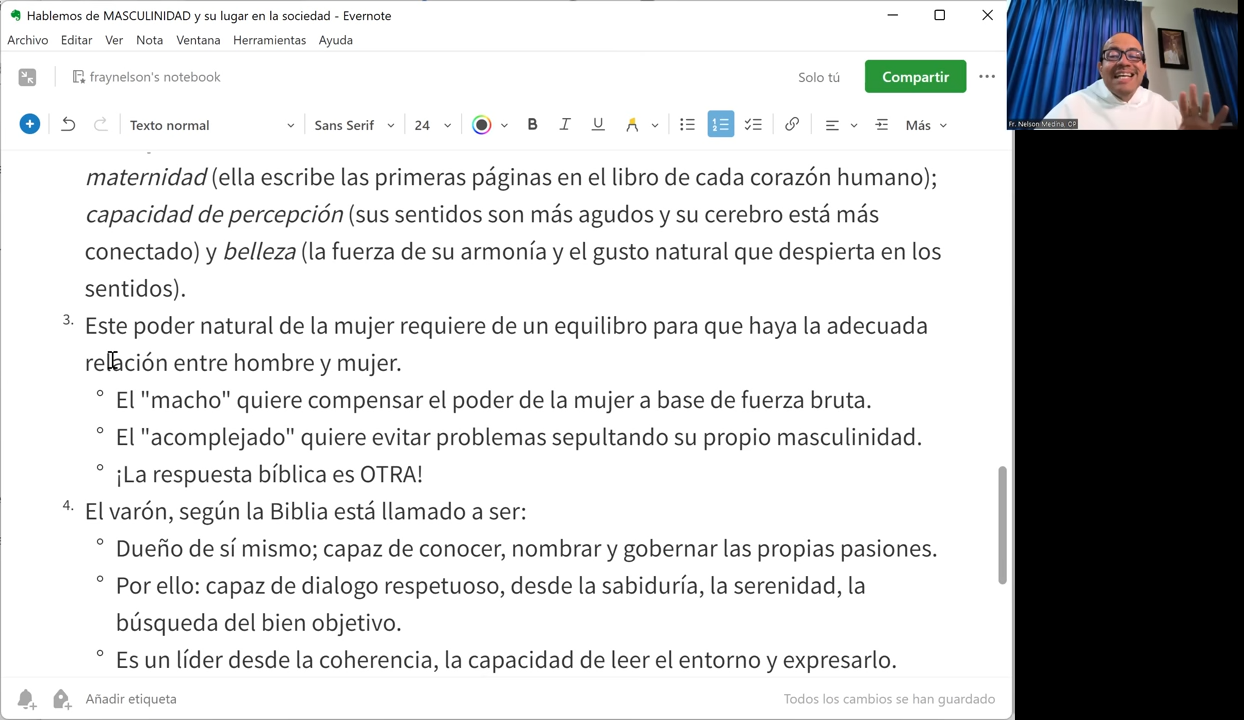 Hablemos de MASCULINIDAD y su lugar en la sociedad - Evernote
Archivo Editar Ver Nota Ventana Herramientas Ayuda
fraynelson's notebook Solo tú Compartir
Texto normal Sans Serif 24 B I U A Más
maternidad (ella escribe las primeras páginas en el libro de cada corazón humano);
capacidad de percepción (sus sentidos son más agudos y su cerebro está más
conectado) y belleza (la fuerza de su armonía y el gusto natural que despierta en los
sentidos).
3. Este poder natural de la mujer requiere de un equilibro para que haya la adecuada
relación entre hombre y mujer.
° El "macho" quiere compensar el poder de la mujer a base de fuerza bruta.
° El "acomplejado" quiere evitar problemas sepultando su propio masculinidad.
° ¡La respuesta bíblica es OTRA!
4. El varón, según la Biblia está llamado a ser:
° Dueño de sí mismo; capaz de conocer, nombrar y gobernar las propias pasiones.
° Por ello: capaz de dialogo respetuoso, desde la sabiduría, la serenidad, la
búsqueda del bien objetivo.
° Es un líder desde la coherencia, la capacidad de leer el entorno y expresarlo.
Añadir etiqueta Todos los cambios se han guardado
Fr. Nelson Medina, OP